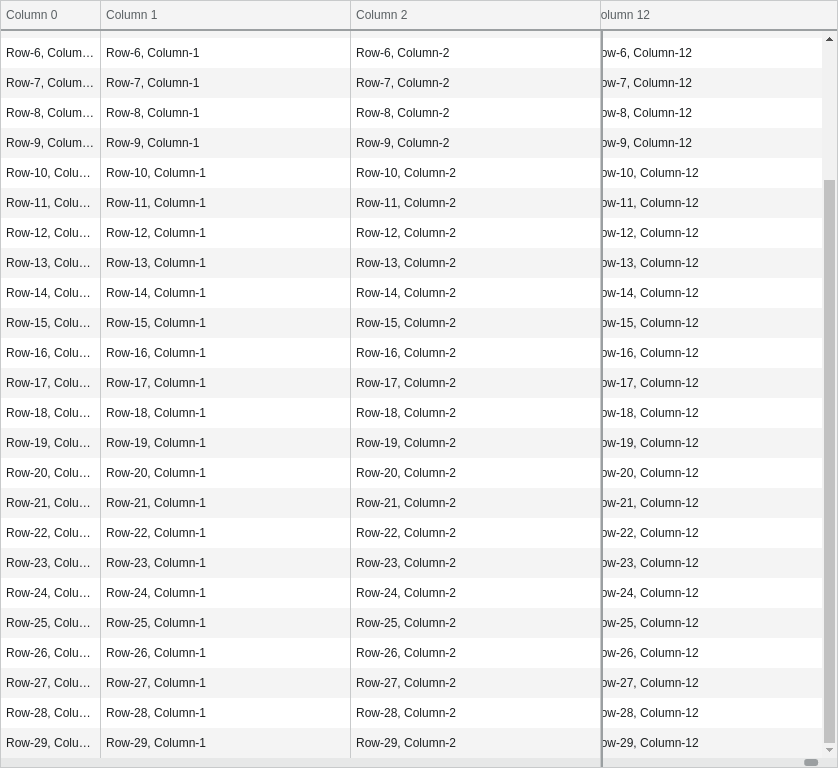 Column 0 Column 1 Column 2 olumn 12
Row-6, Colum… Row-6, Column-1 Row-6, Column-2 ow-6, Column-12
Row-7, Colum… Row-7, Column-1 Row-7, Column-2 ow-7, Column-12
Row-8, Colum… Row-8, Column-1 Row-8, Column-2 ow-8, Column-12
Row-9, Colum… Row-9, Column-1 Row-9, Column-2 ow-9, Column-12
Row-10, Colu… Row-10, Column-1 Row-10, Column-2 ow-10, Column-12
Row-11, Colu… Row-11, Column-1 Row-11, Column-2 ow-11, Column-12
Row-12, Colu… Row-12, Column-1 Row-12, Column-2 ow-12, Column-12
Row-13, Colu… Row-13, Column-1 Row-13, Column-2 ow-13, Column-12
Row-14, Colu… Row-14, Column-1 Row-14, Column-2 ow-14, Column-12
Row-15, Colu… Row-15, Column-1 Row-15, Column-2 ow-15, Column-12
Row-16, Colu… Row-16, Column-1 Row-16, Column-2 ow-16, Column-12
Row-17, Colu… Row-17, Column-1 Row-17, Column-2 ow-17, Column-12
Row-18, Colu… Row-18, Column-1 Row-18, Column-2 ow-18, Column-12
Row-19, Colu… Row-19, Column-1 Row-19, Column-2 ow-19, Column-12
Row-20, Colu… Row-20, Column-1 Row-20, Column-2 ow-20, Column-12
Row-21, Colu… Row-21, Column-1 Row-21, Column-2 ow-21, Column-12
Row-22, Colu… Row-22, Column-1 Row-22, Column-2 ow-22, Column-12
Row-23, Colu… Row-23, Column-1 Row-23, Column-2 ow-23, Column-12
Row-24, Colu… Row-24, Column-1 Row-24, Column-2 ow-24, Column-12
Row-25, Colu… Row-25, Column-1 Row-25, Column-2 ow-25, Column-12
Row-26, Colu… Row-26, Column-1 Row-26, Column-2 ow-26, Column-12
Row-27, Colu… Row-27, Column-1 Row-27, Column-2 ow-27, Column-12
Row-28, Colu… Row-28, Column-1 Row-28, Column-2 ow-28, Column-12
Row-29, Colu… Row-29, Column-1 Row-29, Column-2 ow-29, Column-12